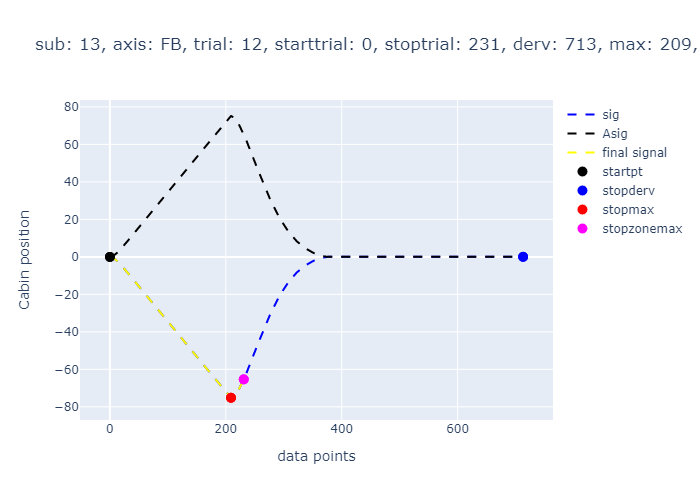 sub: 13, axis: FB, trial: 12, starttrial: 0, stoptrial: 231, derv: 713, max: 209,
80
60
40
20
0
−20
−40
−60
−80
Cabin position
0
200
400
600
data points
sig
Asig
final signal
startpt
stopderv
stopmax
stopzonemax